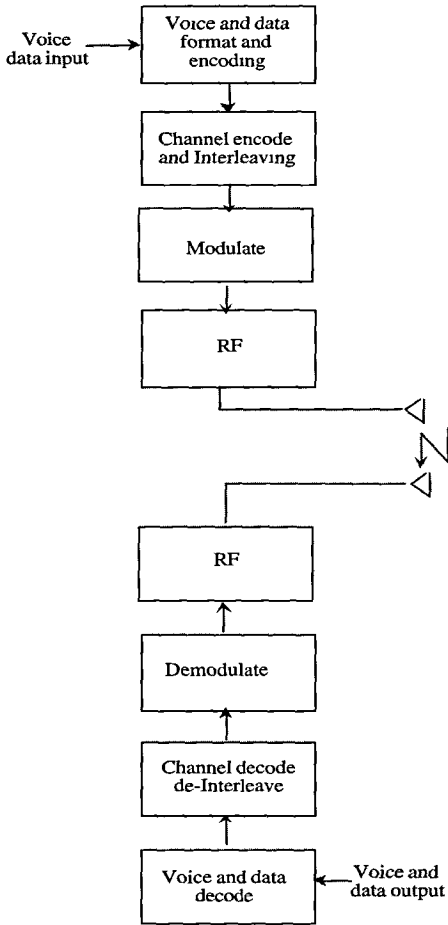 Voice
data input
Voice and data
format and
encoding
Channel encode
and Interleaving
Modulate
RF
RF
Demodulate
Channel decode
de-Interleave
Voice and data
decode
Voice and
data output